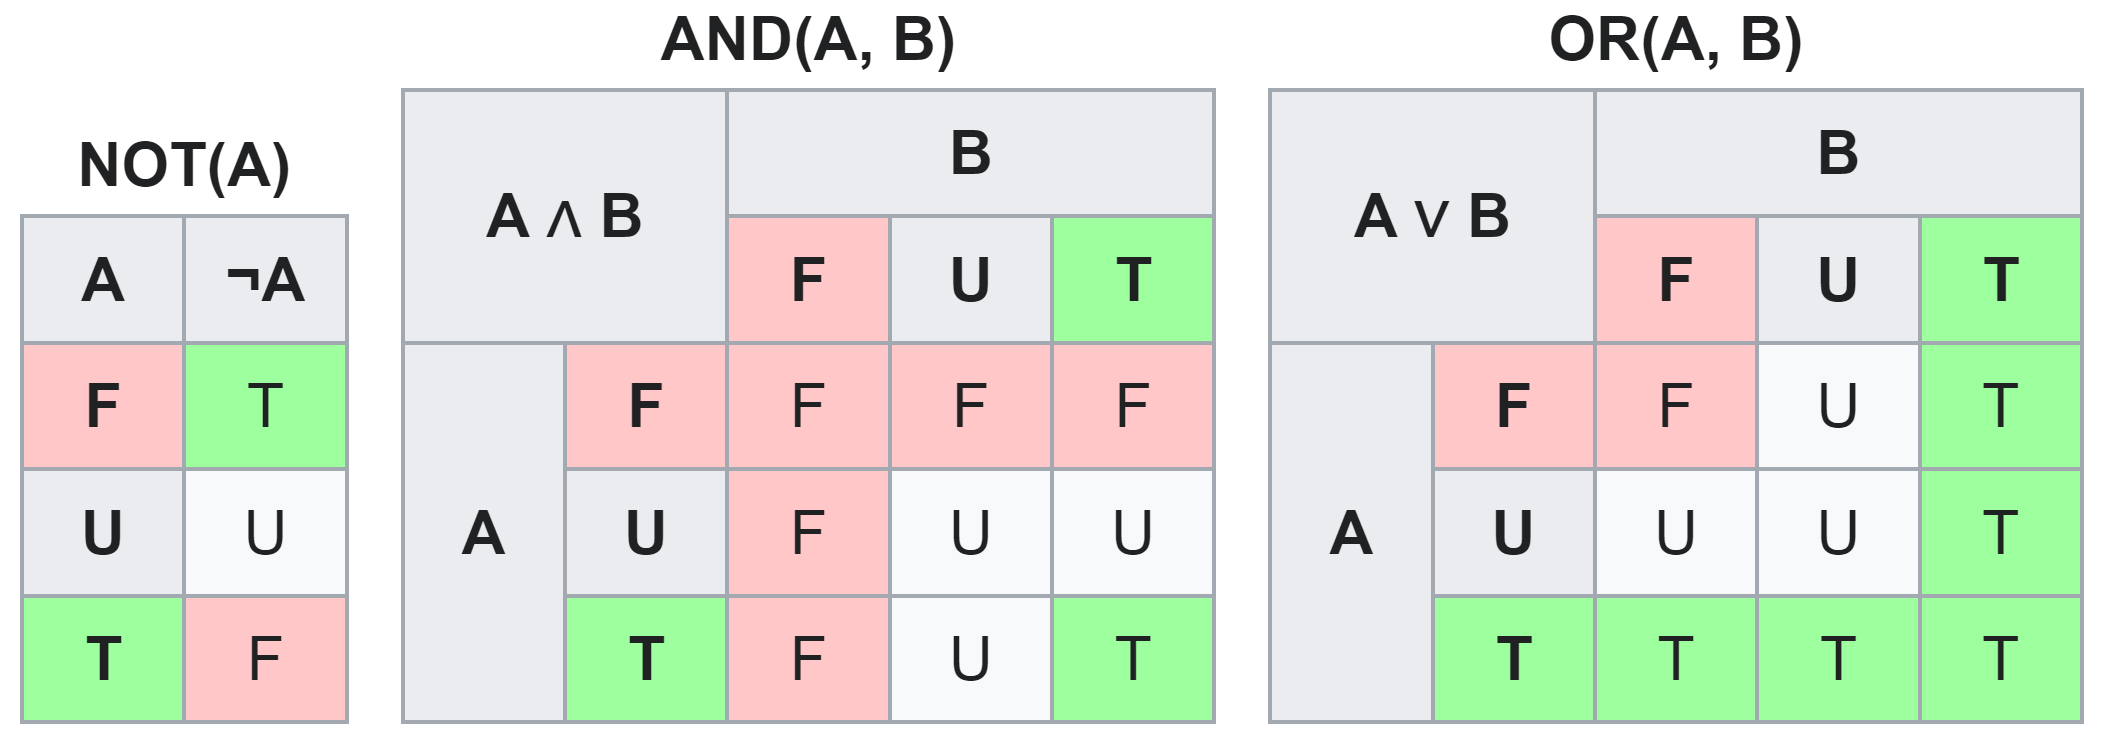 NOT(A)
A ¬A
F T
U U
T F
AND(A, B)
A ∧ B B
F U T
A F F F F
U F U U
T F U T
OR(A, B)
A ∨ B B
F U T
A F F U T
U U U T
T T T T